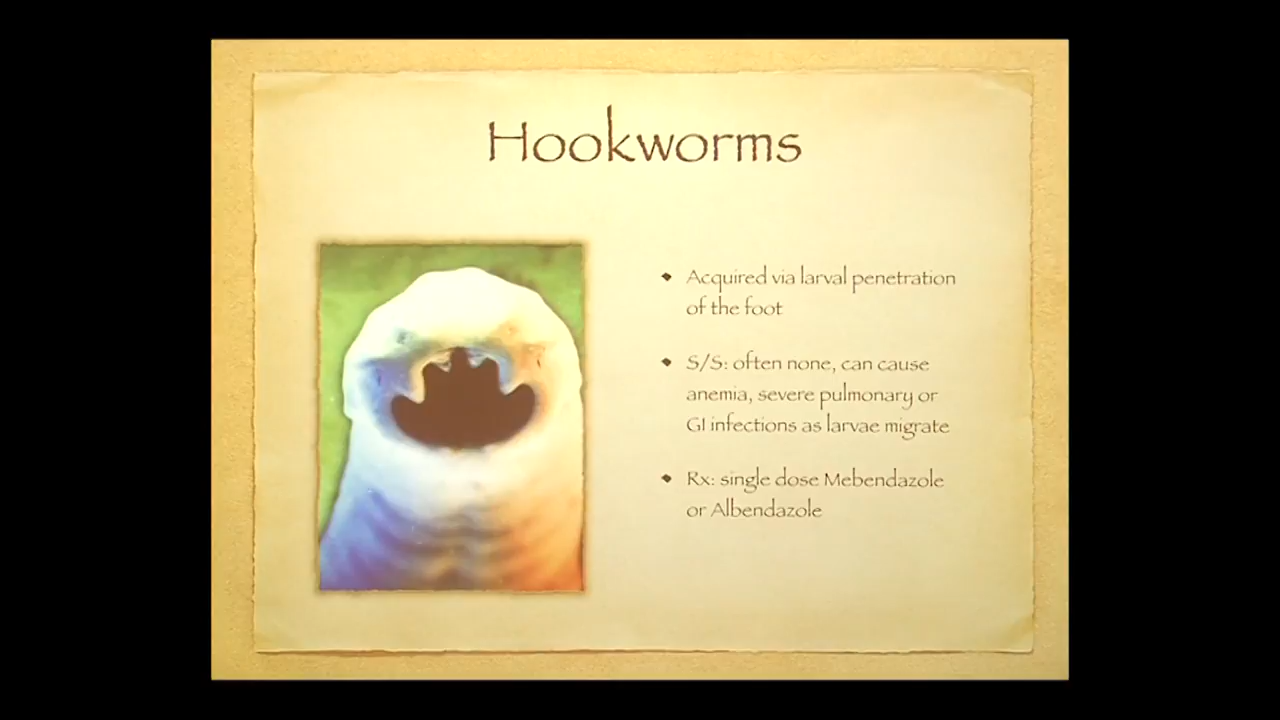 Hookworms
Acquired via larval penetration
of the foot
S/S: often none, can cause
anemia, severe pulmonary or
GI infections as larvae migrate
Rx: single dose Mebendazole
or Albendazole